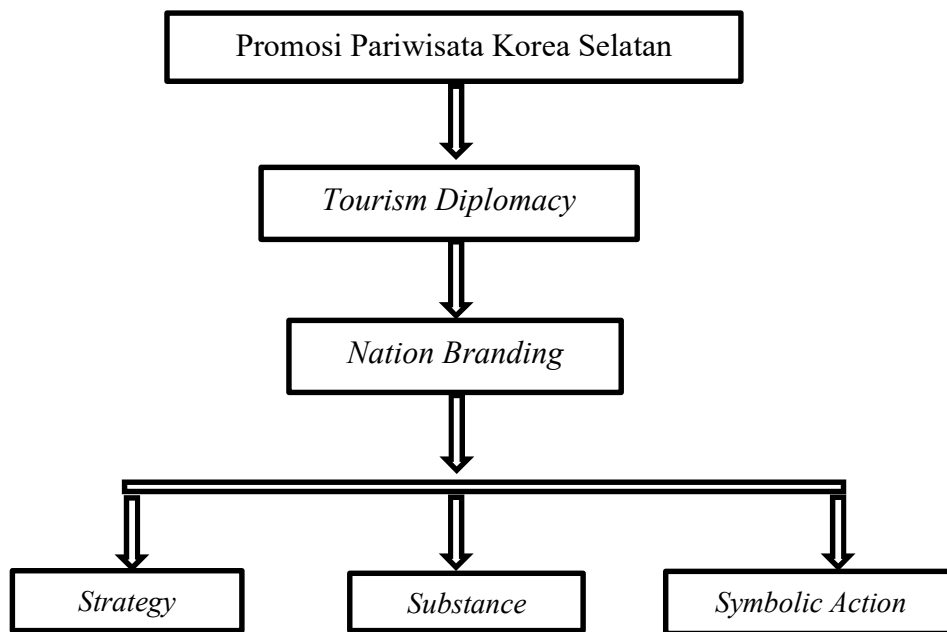 Promosi Pariwisata Korea Selatan
Tourism Diplomacy
Nation Branding
Strategy
Substance
Symbolic Action